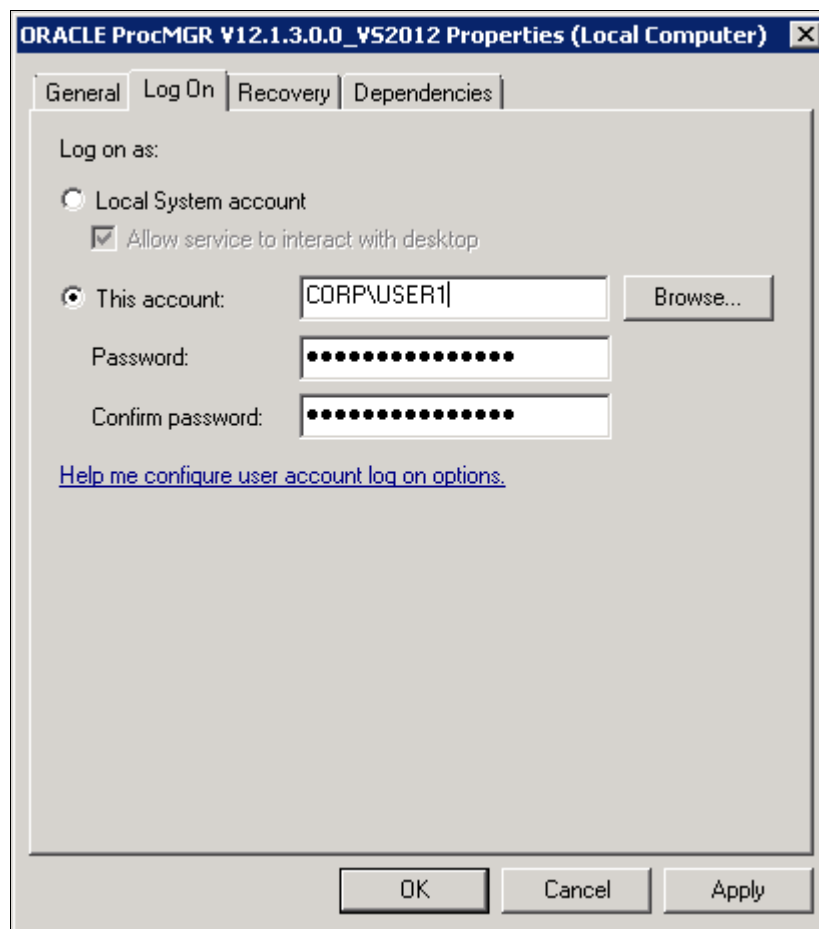 ORACLE ProcMGR V12.1.3.0.0_VS2012 Properties (Local Computer)
General Log On Recovery Dependencies
Log on as:
Local System account
Allow service to interact with desktop
This account: CORP\USER1 Browse...
Password: ●●●●●●●●●●●●●●●
Confirm password: ●●●●●●●●●●●●●●●
Help me configure user account log on options.
OK Cancel Apply